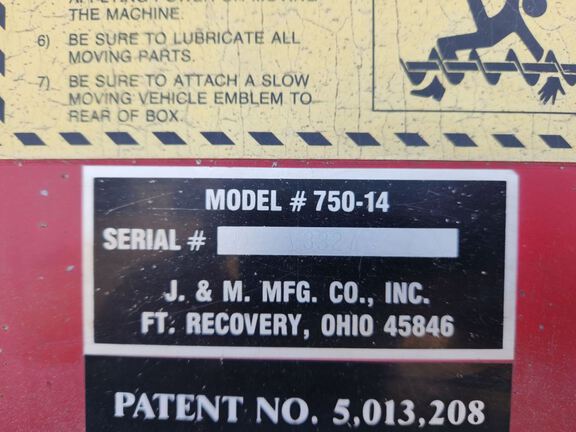 THE MACHINE.
6) BE SURE TO LUBRICATE ALL
MOVING PARTS.
7) BE SURE TO ATTACH A SLOW
MOVING VEHICLE EMBLEM TO
REAR OF BOX.
MODEL # 750-14
SERIAL #
J. & M. MFG. CO., INC.
FT. RECOVERY, OHIO 45846
PATENT NO. 5,013,208